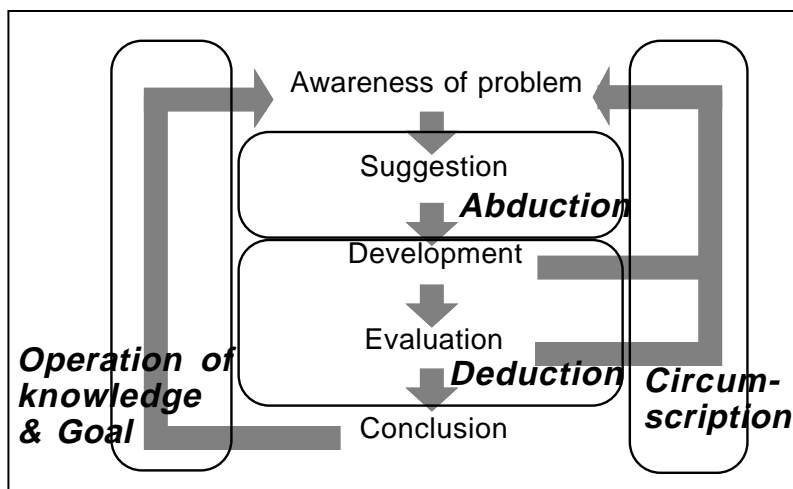 Awareness of problem
Suggestion
Abduction
Development
Evaluation
Deduction
Conclusion
Operation of
knowledge
& Goal
Circum-
scription